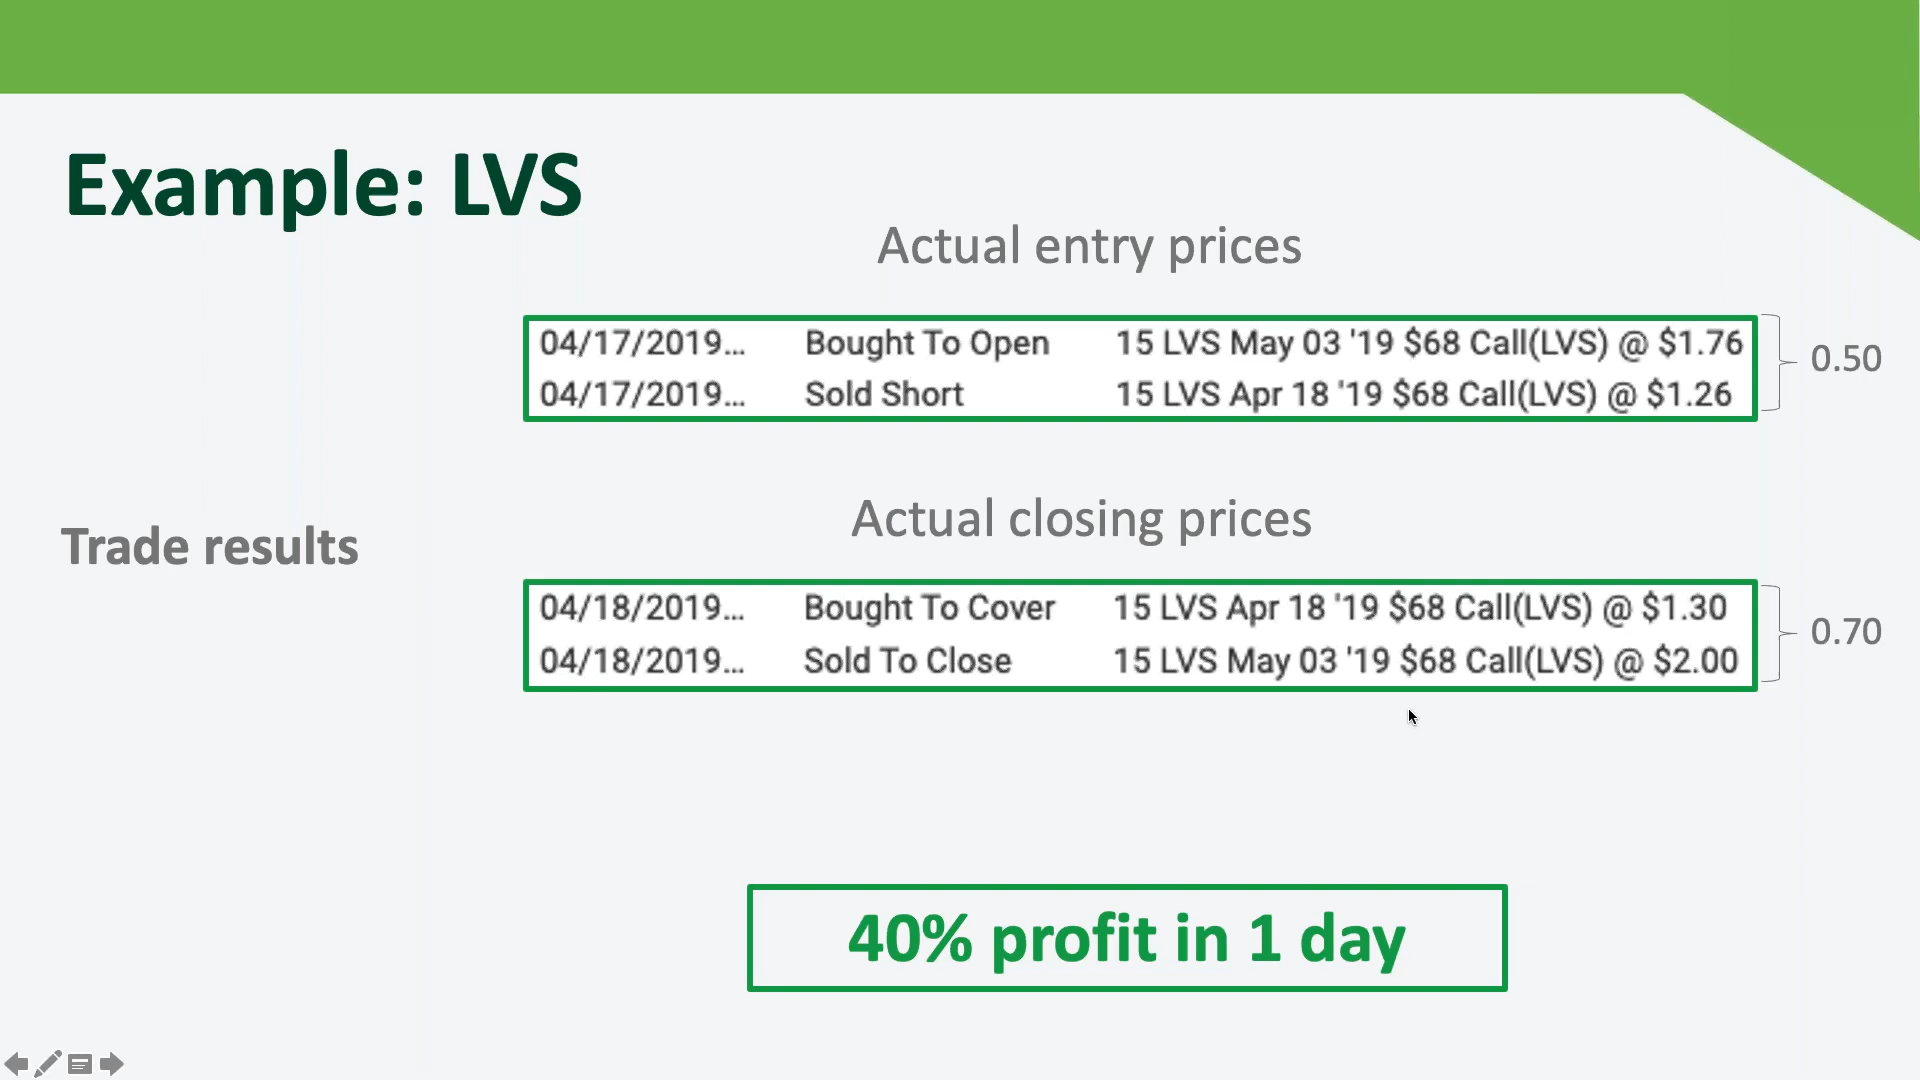 Example: LVS
Actual entry prices
04/17/2019... Bought To Open 15 LVS May 03 '19 $68 Call(LVS) @ $1.76
04/17/2019... Sold Short 15 LVS Apr 18 '19 $68 Call(LVS) @ $1.26
0.50
Actual closing prices
Trade results
04/18/2019... Bought To Cover 15 LVS Apr 18 '19 $68 Call(LVS) @ $1.30
04/18/2019... Sold To Close 15 LVS May 03 '19 $68 Call(LVS) @ $2.00
0.70
40% profit in 1 day